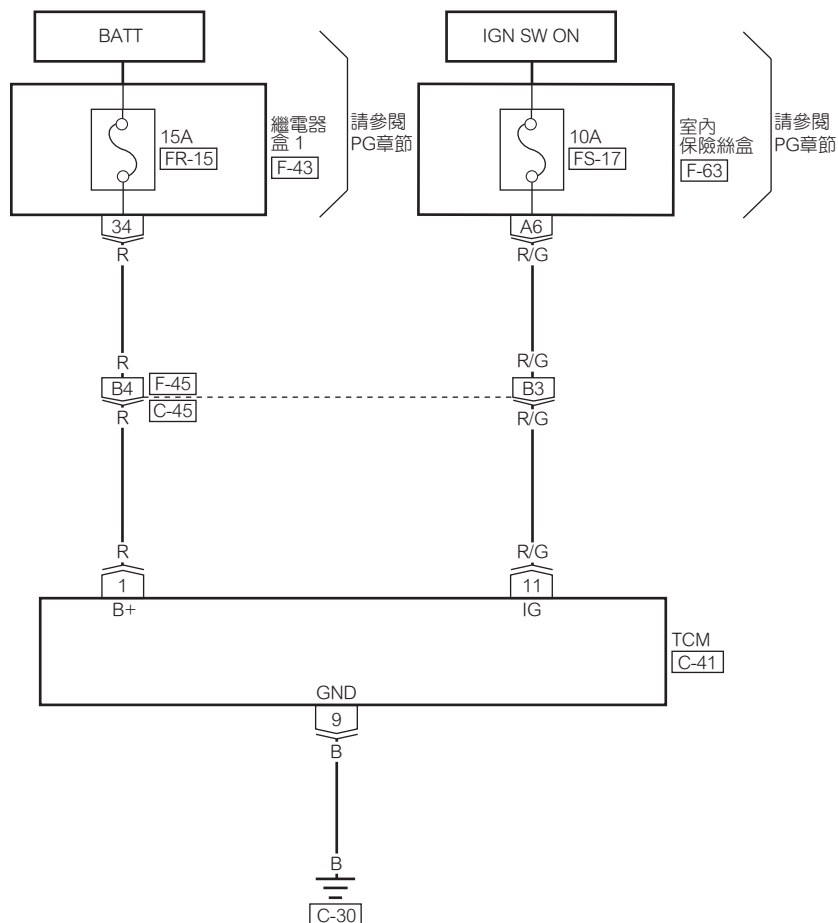 BATT
IGN SW ON
15A
FR-15
繼電器
盒 1
F-43
請參閱
PG章節
10A
FS-17
室內
保險絲盒
F-63
請參閱
PG章節
34
R
A6
R/G
R
B4
R
F-45
C-45
R/G
B3
R/G
R
1
B+
R/G
11
IG
TCM
C-41
GND
9
B
B
C-30